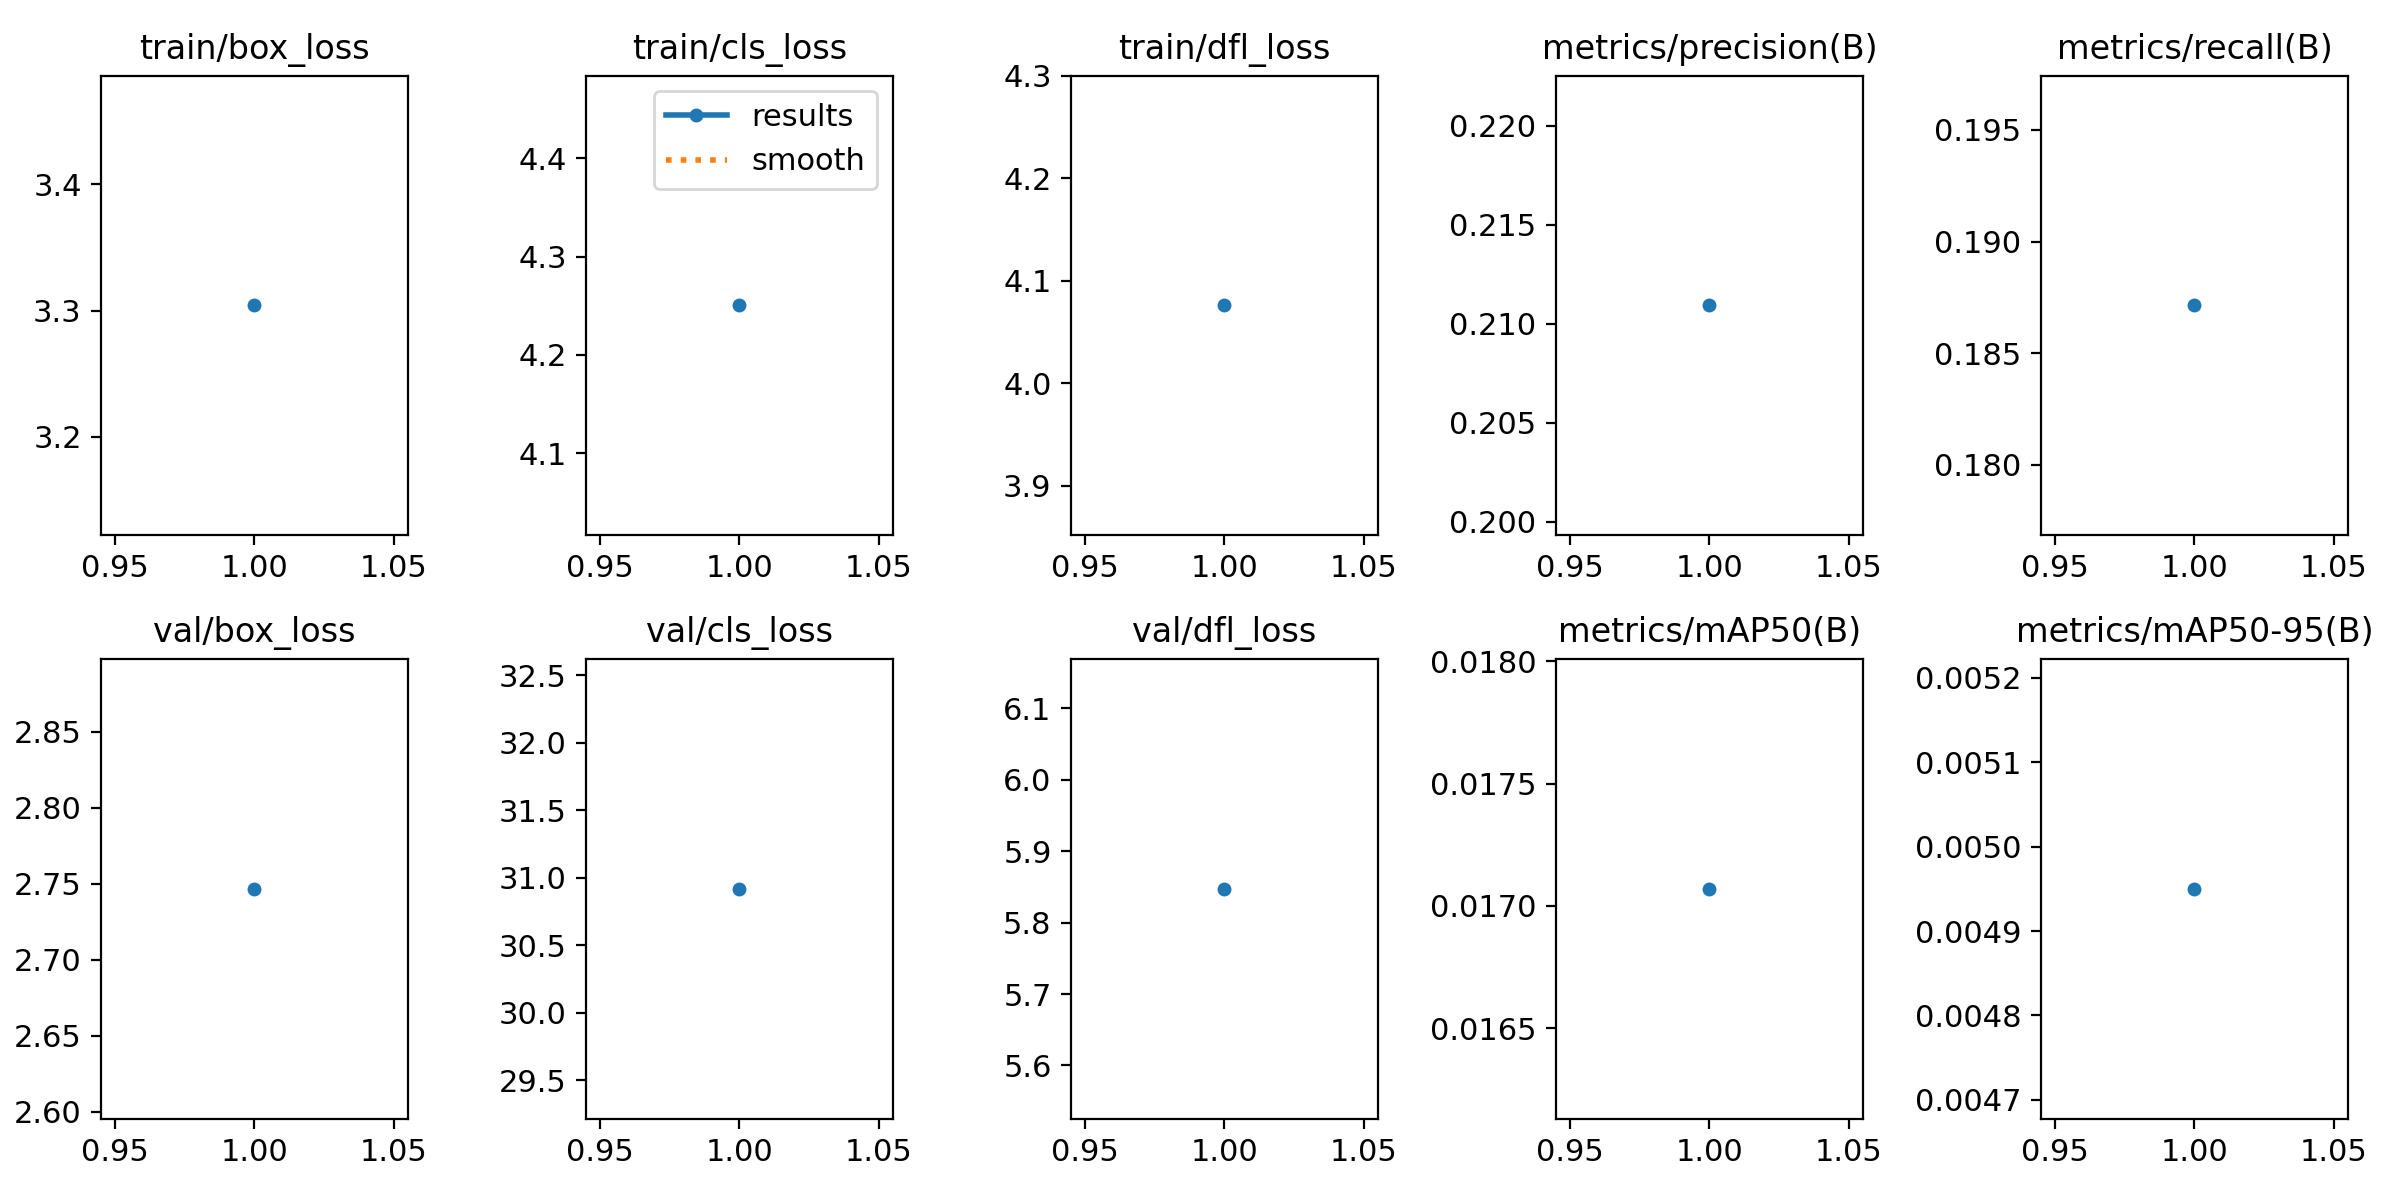 train/box_loss
3.4
3.3
3.2
0.95 1.00 1.05
train/cls_loss
results
smooth
4.4
4.3
4.2
4.1
0.95 1.00 1.05
train/dfl_loss
4.3
4.2
4.1
4.0
3.9
0.95 1.00 1.05
metrics/precision(B)
0.220
0.215
0.210
0.205
0.200
0.95 1.00 1.05
metrics/recall(B)
0.195
0.190
0.185
0.180
0.95 1.00 1.05
val/box_loss
2.85
2.80
2.75
2.70
2.65
2.60
0.95 1.00 1.05
val/cls_loss
32.5
32.0
31.5
31.0
30.5
30.0
29.5
0.95 1.00 1.05
val/dfl_loss
6.1
6.0
5.9
5.8
5.7
5.6
0.95 1.00 1.05
metrics/mAP50(B)
0.0180
0.0175
0.0170
0.0165
0.95 1.00 1.05
metrics/mAP50-95(B)
0.0052
0.0051
0.0050
0.0049
0.0048
0.0047
0.95 1.00 1.05